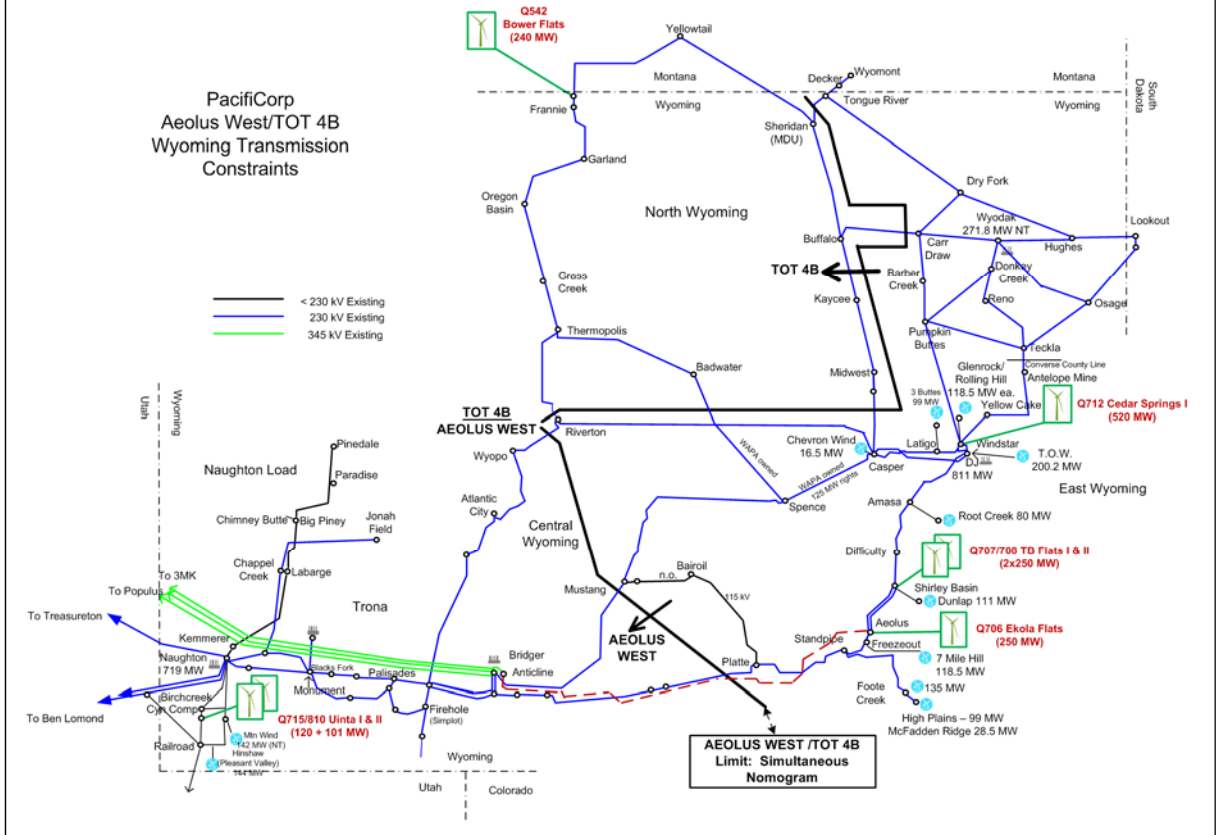 Q542
Bower Flats
(240 MW)
Yellowtail
PacifiCorp
Aeolus West/TOT 4B
Wyoming Transmission
Constraints
Montana
Wyoming
Decker
Wyomont
Montana
Wyoming
South
Dakota
Frannie
Tongue River
Sheridan
(MDU)
Garland
Oregon
Basin
North Wyoming
Dry Fork
Wyodak
271.8 MW NT
Lookout
Buffalo
Carr
Draw
Hughes
TOT 4B
Barber
Creek
Donkey
Creek
Grass
Creek
Kaycee
Reno
Osage
< 230 kV Existing
230 kV Existing
345 kV Existing
Thermopolis
Pumpkin
Buttes
Teckla
Badwater
Midwest
Converse County Line
Antelope Mine
Glenrock/
Rolling Hill
118.5 MW ea.
3 Buttes
99 MW
Yellow Cake
Q712 Cedar Springs I
(520 MW)
Utah
Wyoming
TOT 4B
AEOLUS WEST
Riverton
Chevron Wind
16.5 MW
Casper
Latigo
Windstar
DJ
811 MW
T.O.W.
200.2 MW
Pinedale
Naughton Load
Paradise
Wyopo
WAPA owned
WAPA owned
125 MW rights
Spence
East Wyoming
Amasa
Root Creek 80 MW
Chimney Butte
Big Piney
Jonah
Field
Atlantic
City
Central
Wyoming
Difficulty
Q707/700 TB Flats I & II
(2x250 MW)
Chappel
Creek
Labarge
To 3MK
To Populus
Trona
Mustang
n.o.
Bairoil
115 kV
Shirley Basin
Dunlap 111 MW
To Treasureton
AEOLUS
WEST
Aeolus
Q706 Ekola Flats
(250 MW)
Kemmerer
Naughton
719 MW
Standpipe
Freezeout
7 Mile Hill
118.5 MW
Blacks Fork
Monument
Palisades
Bridger
Anticline
Platte
Foote
Creek
135 MW
High Plains – 99 MW
McFadden Ridge 28.5 MW
Birchcreek
Cyn Comp
To Ben Lomond
Q715/810 Uinta I & II
(120 + 101 MW)
Firehole
(Simplot)
Railroad
Mtn Wind
142 MW (NT)
Hinshaw
(Pleasant Valley)
144 MW
AEOLUS WEST /TOT 4B
Limit: Simultaneous
Nomogram
Wyoming
Utah
Colorado